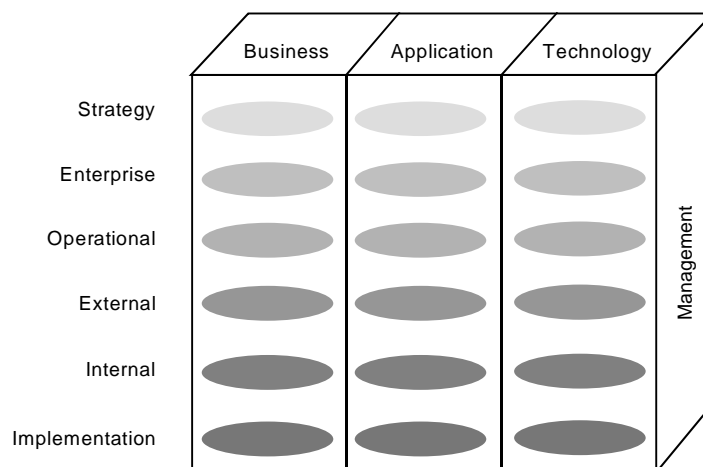 Business
Application
Technology
Strategy
Enterprise
Operational
External
Internal
Implementation
Management